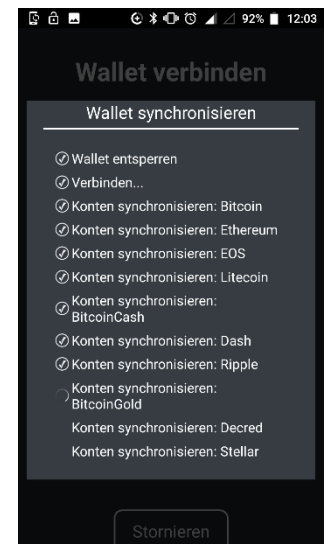 92% 12:03
Wallet verbinden
Wallet synchronisieren
Wallet entsperren
Verbinden...
Konten synchronisieren: Bitcoin
Konten synchronisieren: Ethereum
Konten synchronisieren: EOS
Konten synchronisieren: Litecoin
Konten synchronisieren:
BitcoinCash
Konten synchronisieren: Dash
Konten synchronisieren: Ripple
Konten synchronisieren:
BitcoinGold
Konten synchronisieren: Decred
Konten synchronisieren: Stellar
Stornieren